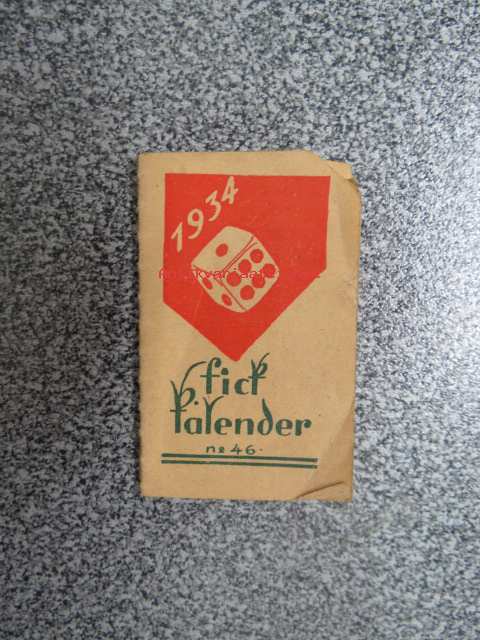 1934
fick
kalender
no 46.